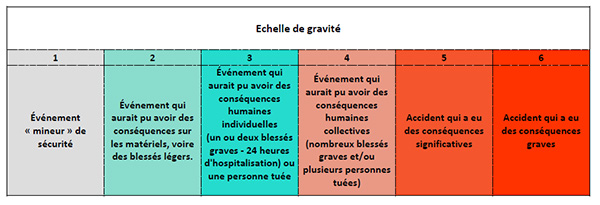 Echelle de gravité
1 2 3 4 5 6
Événement
« mineur » de
sécurité
Événement qui
aurait pu avoir des
conséquences sur
les matériels, voire
des blessés légers.
Événement qui
aurait pu avoir des
conséquences
humaines
individuelles
(un ou deux blessés
graves - 24 heures
d'hospitalisation) ou
une personne tuée
Événement qui
aurait pu avoir des
conséquences
humaines
collectives
(nombreux blessés
graves et/ou
plusieurs personnes
tuées)
Accident qui a eu
des conséquences
significatives
Accident qui a eu
des conséquences
graves